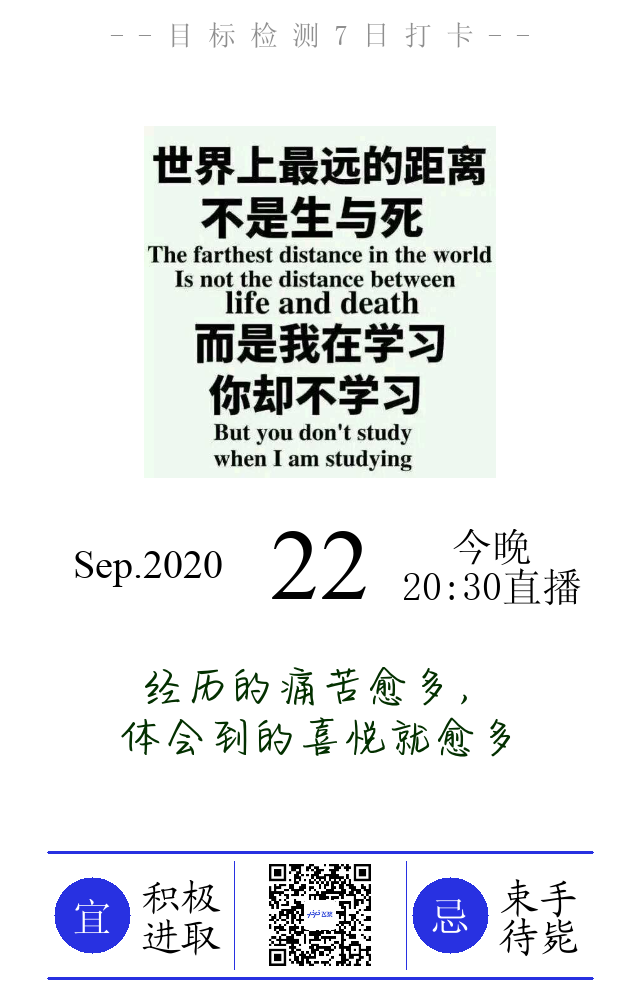 --目标检测7日打卡--
世界上最远的距离
不是生与死
The farthest distance in the world
Is not the distance between
life and death
而是我在学习
你却不学习
But you don't study
when I am studying
Sep.2020
22
今晚
20:30直播
经历的痛苦愈多，
体会到的喜悦就愈多
宜
积极
进取
忌
束手
待毙